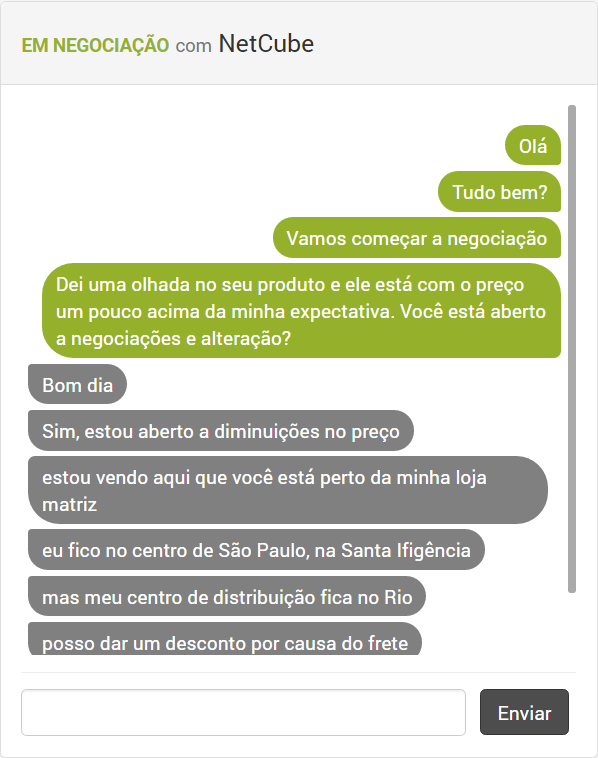 EM NEGOCIAÇÃO com NetCube
Olá
Tudo bem?
Vamos começar a negociação
Dei uma olhada no seu produto e ele está com o preço
um pouco acima da minha expectativa. Você está aberto
a negociações e alteração?
Bom dia
Sim, estou aberto a diminuições no preço
estou vendo aqui que você está perto da minha loja
matriz
eu fico no centro de São Paulo, na Santa Ifigência
mas meu centro de distribuição fica no Rio
posso dar um desconto por causa do frete
Enviar